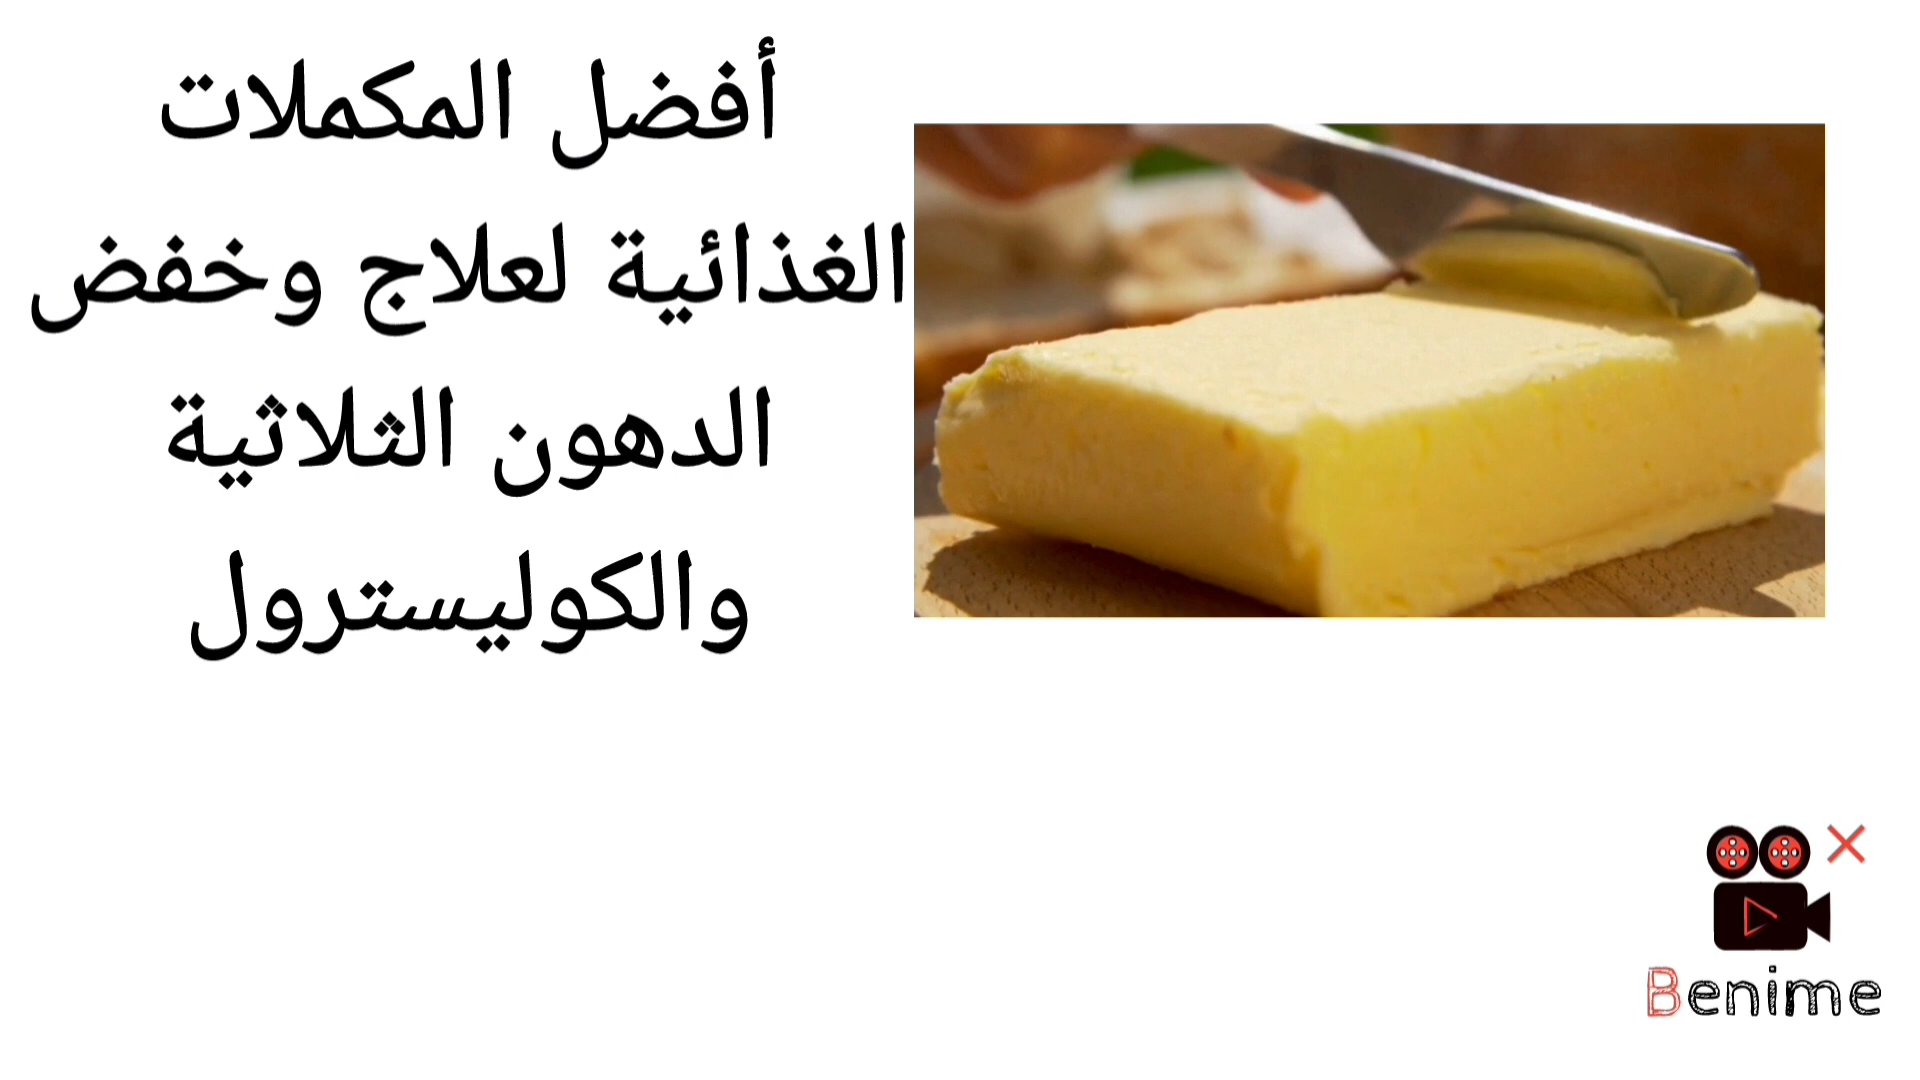 أفضل المكملات
الغذائية لعلاج وخفض
الدهون الثلاثية
والكوليسترول
Benime